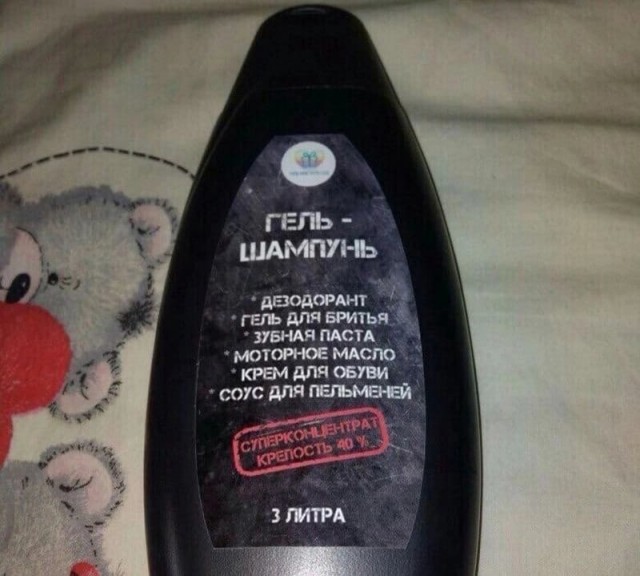 ГЕЛЬ -
ШАМПУНЬ
* ДЕЗОДОРАНТ
* ГЕЛЬ ДЛЯ БРИТЬЯ
* ЗУБНАЯ ПАСТА
* МОТОРНОЕ МАСЛО
* КРЕМ ДЛЯ ОБУВИ
* СОУС ДЛЯ ПЕЛЬМЕНЕЙ
СУПЕРКОНЦЕНТРАТ
КРЕПОСТЬ 40 %
3 ЛИТРА